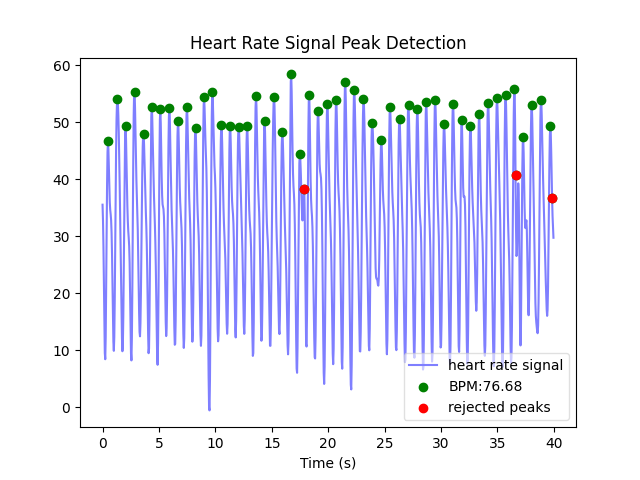 Heart Rate Signal Peak Detection
60
50
40
30
20
10
0
0 5 10 15 20 25 30 35 40
Time (s)
heart rate signal
BPM:76.68
rejected peaks